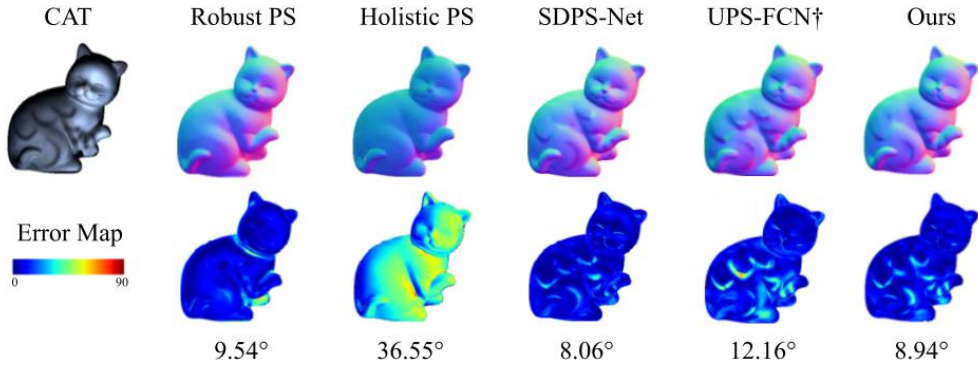 CAT Robust PS Holistic PS SDPS-Net UPS-FCN† Ours
Error Map
0 90
9.54° 36.55° 8.06° 12.16° 8.94°